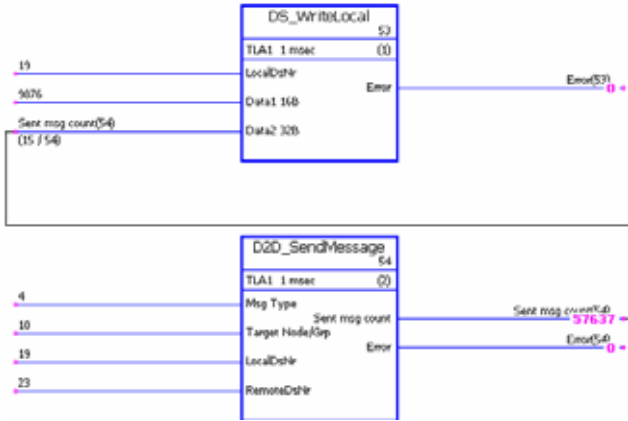 DS_WriteLocal
53
TLA1 1 msec (1)
19
LocalDsNr
Error
Error(53)
0
9876
Data1 16B
Sent msg count(54)
(15 / 54)
Data2 32B
D2D_SendMessage
54
TLA1 1 msec (2)
4
Msg Type
Sent msg count
Sent msg count(54)
57637
10
Target Node/Grp
Error
Error(54)
0
19
LocalDsNr
23
RemoteDsNr